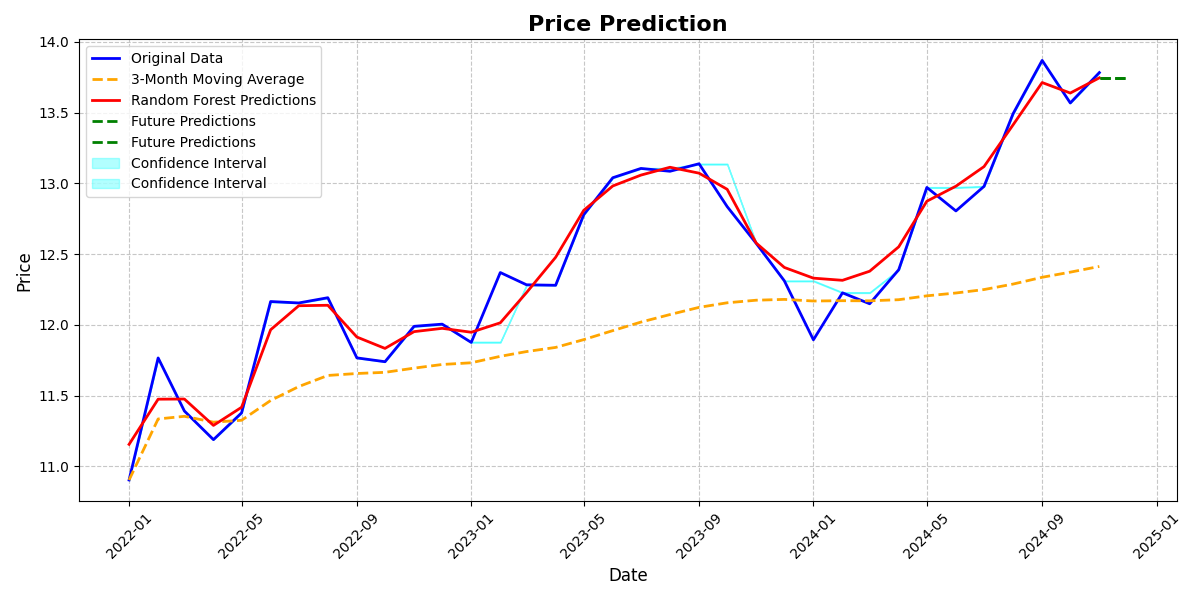 Price Prediction
Original Data
3-Month Moving Average
Random Forest Predictions
Future Predictions
Future Predictions
Confidence Interval
Confidence Interval
Price
14.0
13.5
13.0
12.5
12.0
11.5
11.0
2022-01
2022-05
2022-09
2023-01
2023-05
2023-09
2024-01
2024-05
2024-09
2025-01
Date